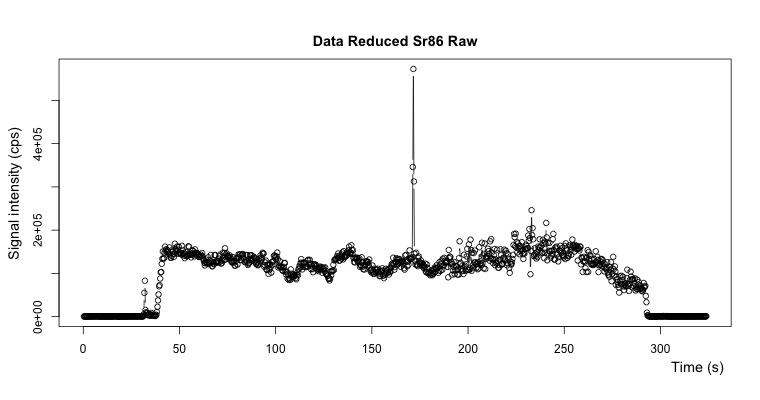 Data Reduced Sr86 Raw
Signal intensity (cps)
4e+05
2e+05
0e+00
0 50 100 150 200 250 300
Time (s)